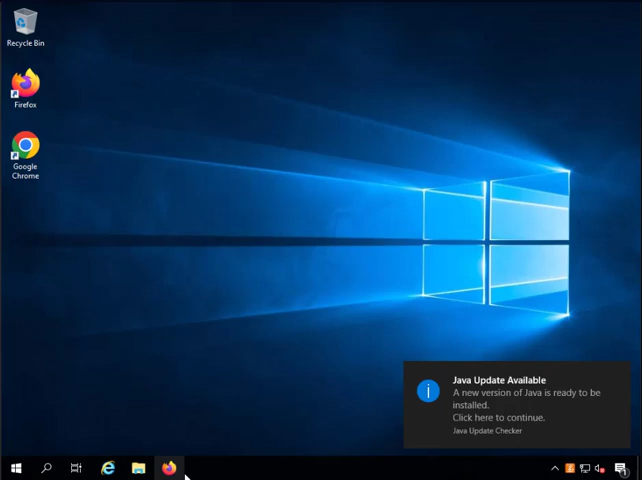 Recycle Bin
Firefox
Google
Chrome
Java Update Available
A new version of Java is ready to be
installed.
Click here to continue.
Java Update Checker
1